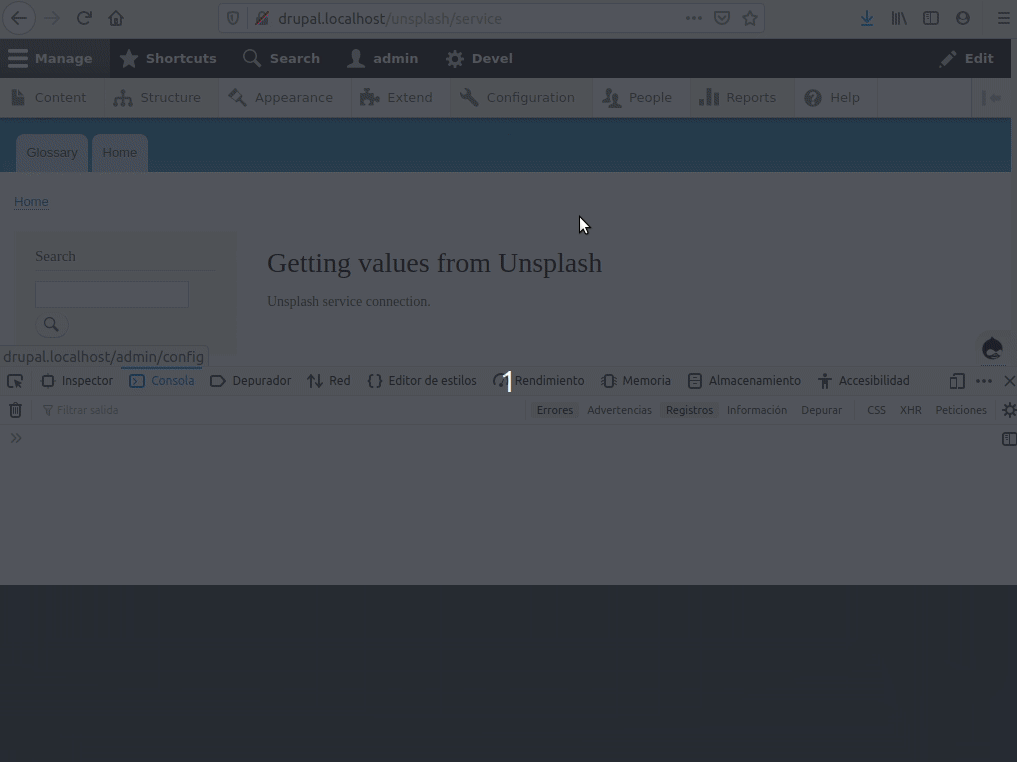 drupal.localhost/unsplash/service
Manage Shortcuts Search admin Devel Edit
Content Structure Appearance Extend Configuration People Reports Help
Glossary Home
Home
Search
Getting values from Unsplash
Unsplash service connection.
drupal.localhost/admin/config
Inspector Consola Depurador Red Editor de estilos Rendimiento Memoria Almacenamiento Accesibilidad
1
Filtrar salida Errores Advertencias Registros Información Depurar CSS XHR Peticiones